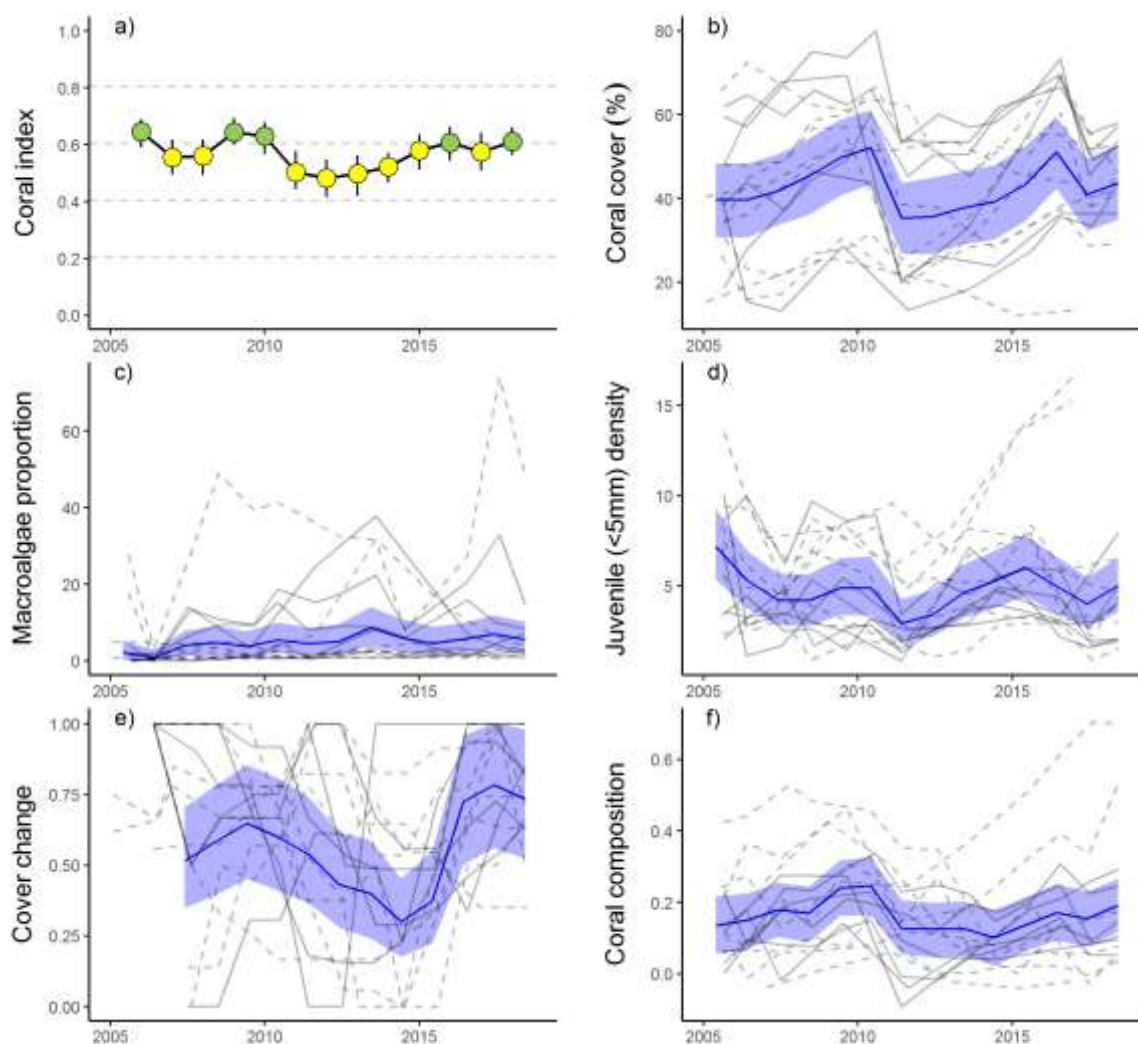 a)
Coral index
1.0
0.8
0.6
0.4
0.2
0.0
2005 2010 2015
b)
Coral cover (%)
80
60
40
20
2005 2010 2015
c)
Macroalgae proportion
60
40
20
0
2005 2010 2015
d)
Juvenile (<5mm) density
15
10
5
2005 2010 2015
e)
Cover change
1.00
0.75
0.50
0.25
0.00
2005 2010 2015
f)
Coral composition
0.6
0.4
0.2
0.0
2005 2010 2015